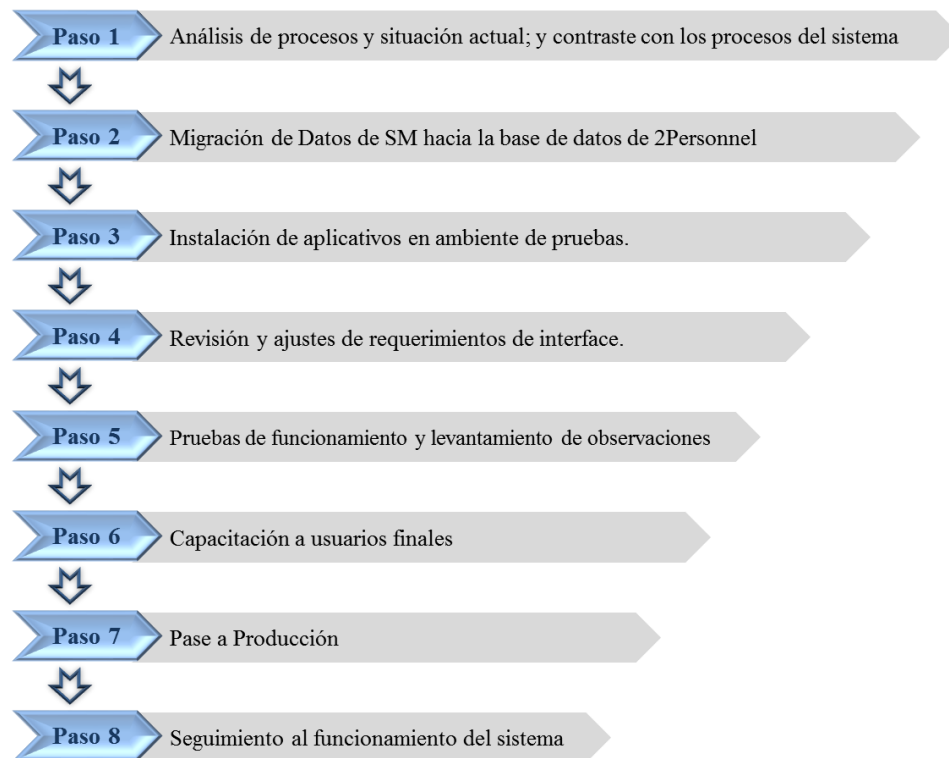 Paso 1 Análisis de procesos y situación actual; y contraste con los procesos del sistema
Paso 2 Migración de Datos de SM hacia la base de datos de 2Personnel
Paso 3 Instalación de aplicativos en ambiente de pruebas.
Paso 4 Revisión y ajustes de requerimientos de interface.
Paso 5 Pruebas de funcionamiento y levantamiento de observaciones
Paso 6 Capacitación a usuarios finales
Paso 7 Pase a Producción
Paso 8 Seguimiento al funcionamiento del sistema